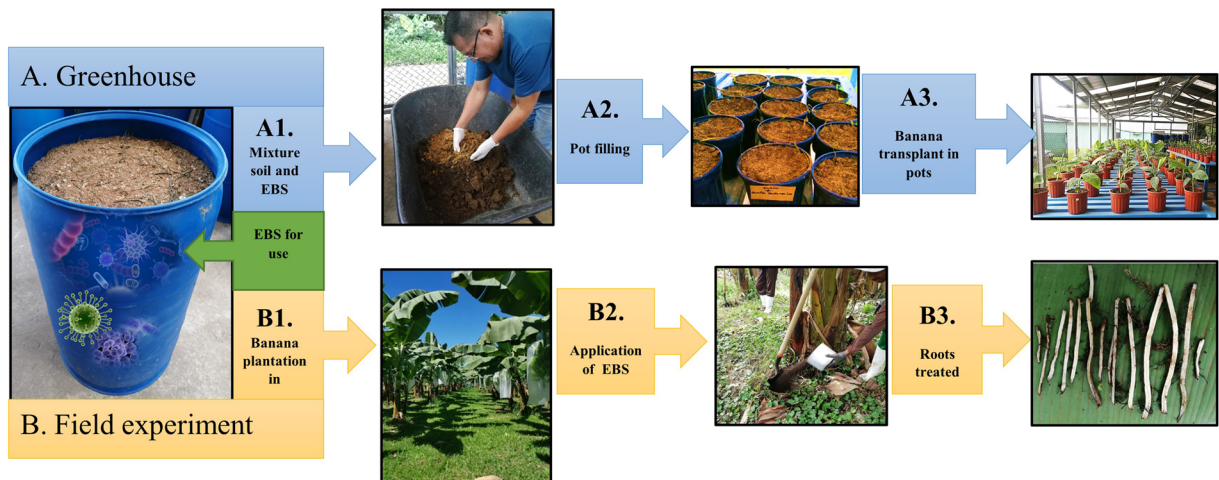 A. Greenhouse
A1.
Mixture
soil and
EBS
A2.
Pot filling
A3.
Banana
transplant in
pots
EBS for
use
B1.
Banana
plantation in
B2.
Application
of EBS
B3.
Roots
treated
B. Field experiment